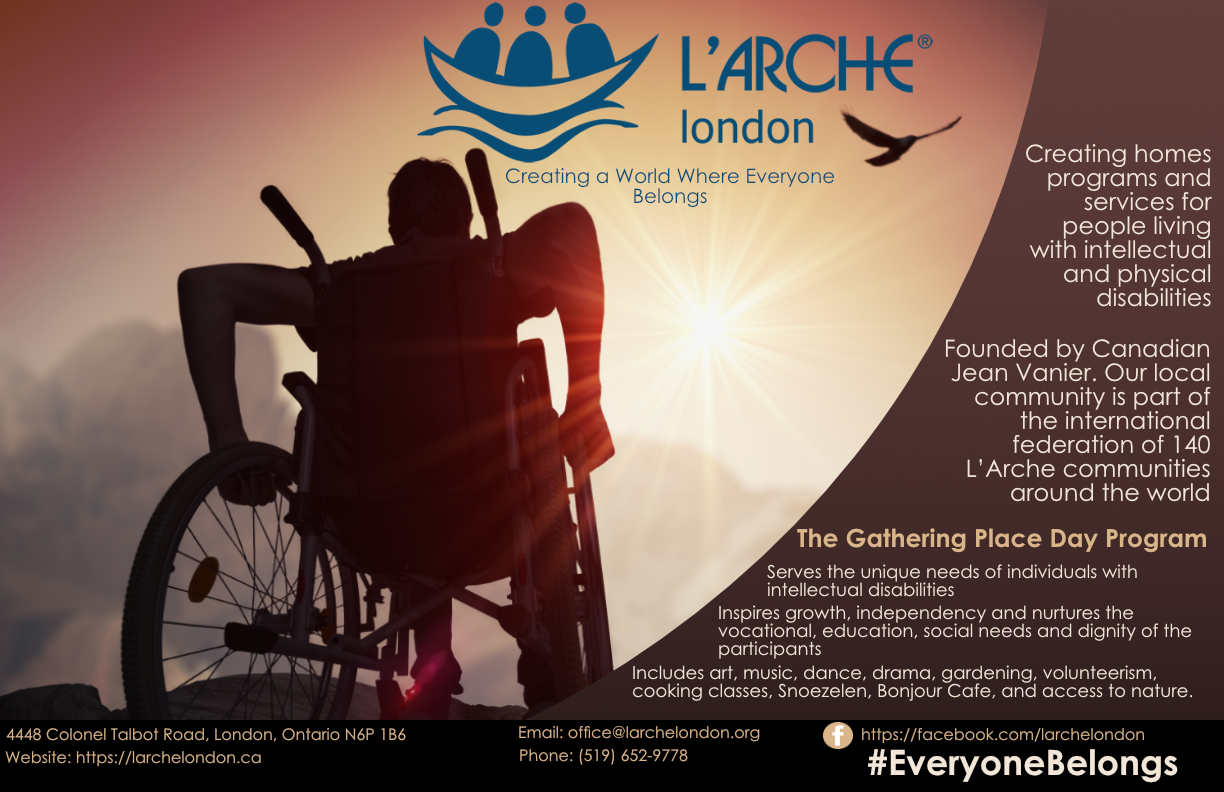 L'ARCHE®
london
Creating a World Where Everyone
Belongs
Creating homes
programs and
services for
people living
with intellectual
and physical
disabilities
Founded by Canadian
Jean Vanier. Our local
community is part of
the international
federation of 140
L'Arche communities
around the world
The Gathering Place Day Program
Serves the unique needs of individuals with
intellectual disabilities
Inspires growth, independency and nurtures the
vocational, education, social needs and dignity of the
participants
Includes art, music, dance, drama, gardening, volunteerism,
cooking classes, Snoezelen, Bonjour Cafe, and access to nature.
4448 Colonel Talbot Road, London, Ontario N6P 1B6
Website: https://larchelondon.ca
Email: office@larchelondon.org
Phone: (519) 652-9778
https://facebook.com/larchelondon
#EveryoneBelongs